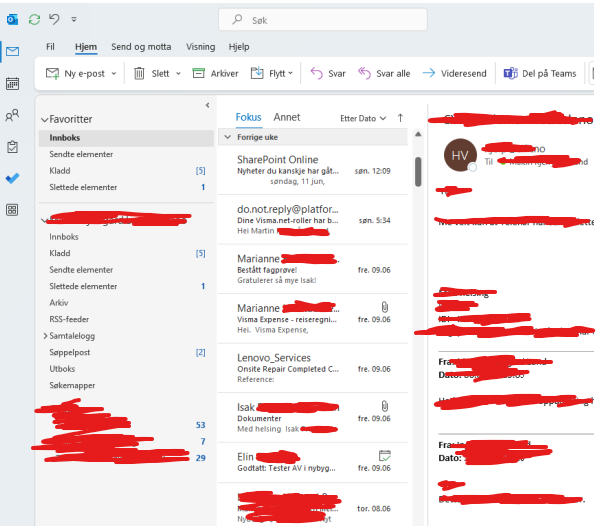 Søk
Fil Hjem Send og motta Visning Hjelp
Ny e-post Slett Arkiver Flytt Svar Svar alle Videresend Del på Teams
Favoritter
Innboks
Sendte elementer
Kladd [5]
Slettede elementer 1
Innboks
Kladd [5]
Sendte elementer
Slettede elementer 1
Arkiv
RSS-feeder
Samtalelogg
Søppelpost [2]
Utboks
Søkemapper
53
7
29
Fokus Annet Etter Dato
Forrige uke
SharePoint Online
Nyheter du kanskje har gåt... søn. 12:09
søndag, 11 jun,
do.not.reply@platfor...
Dine Visma.net-roller har b... søn. 5:34
Hei Martin
Marianne
Bestått fagprøve! fre. 09.06
Gratulerer så mye Isak!
Marianne
Visma Expense - reiseregni... fre. 09.06
Hei. Visma Expense,
Lenovo_Services
Onsite Repair Completed C... fre. 09.06
Reference:
Isak
Dokumenter fre. 09.06
Med helsing Isak
Elin
Godtatt: Tester AV i nybyg... fre. 09.06
tor. 08.06
HV
Til
Fra:
Dato:
Dato: